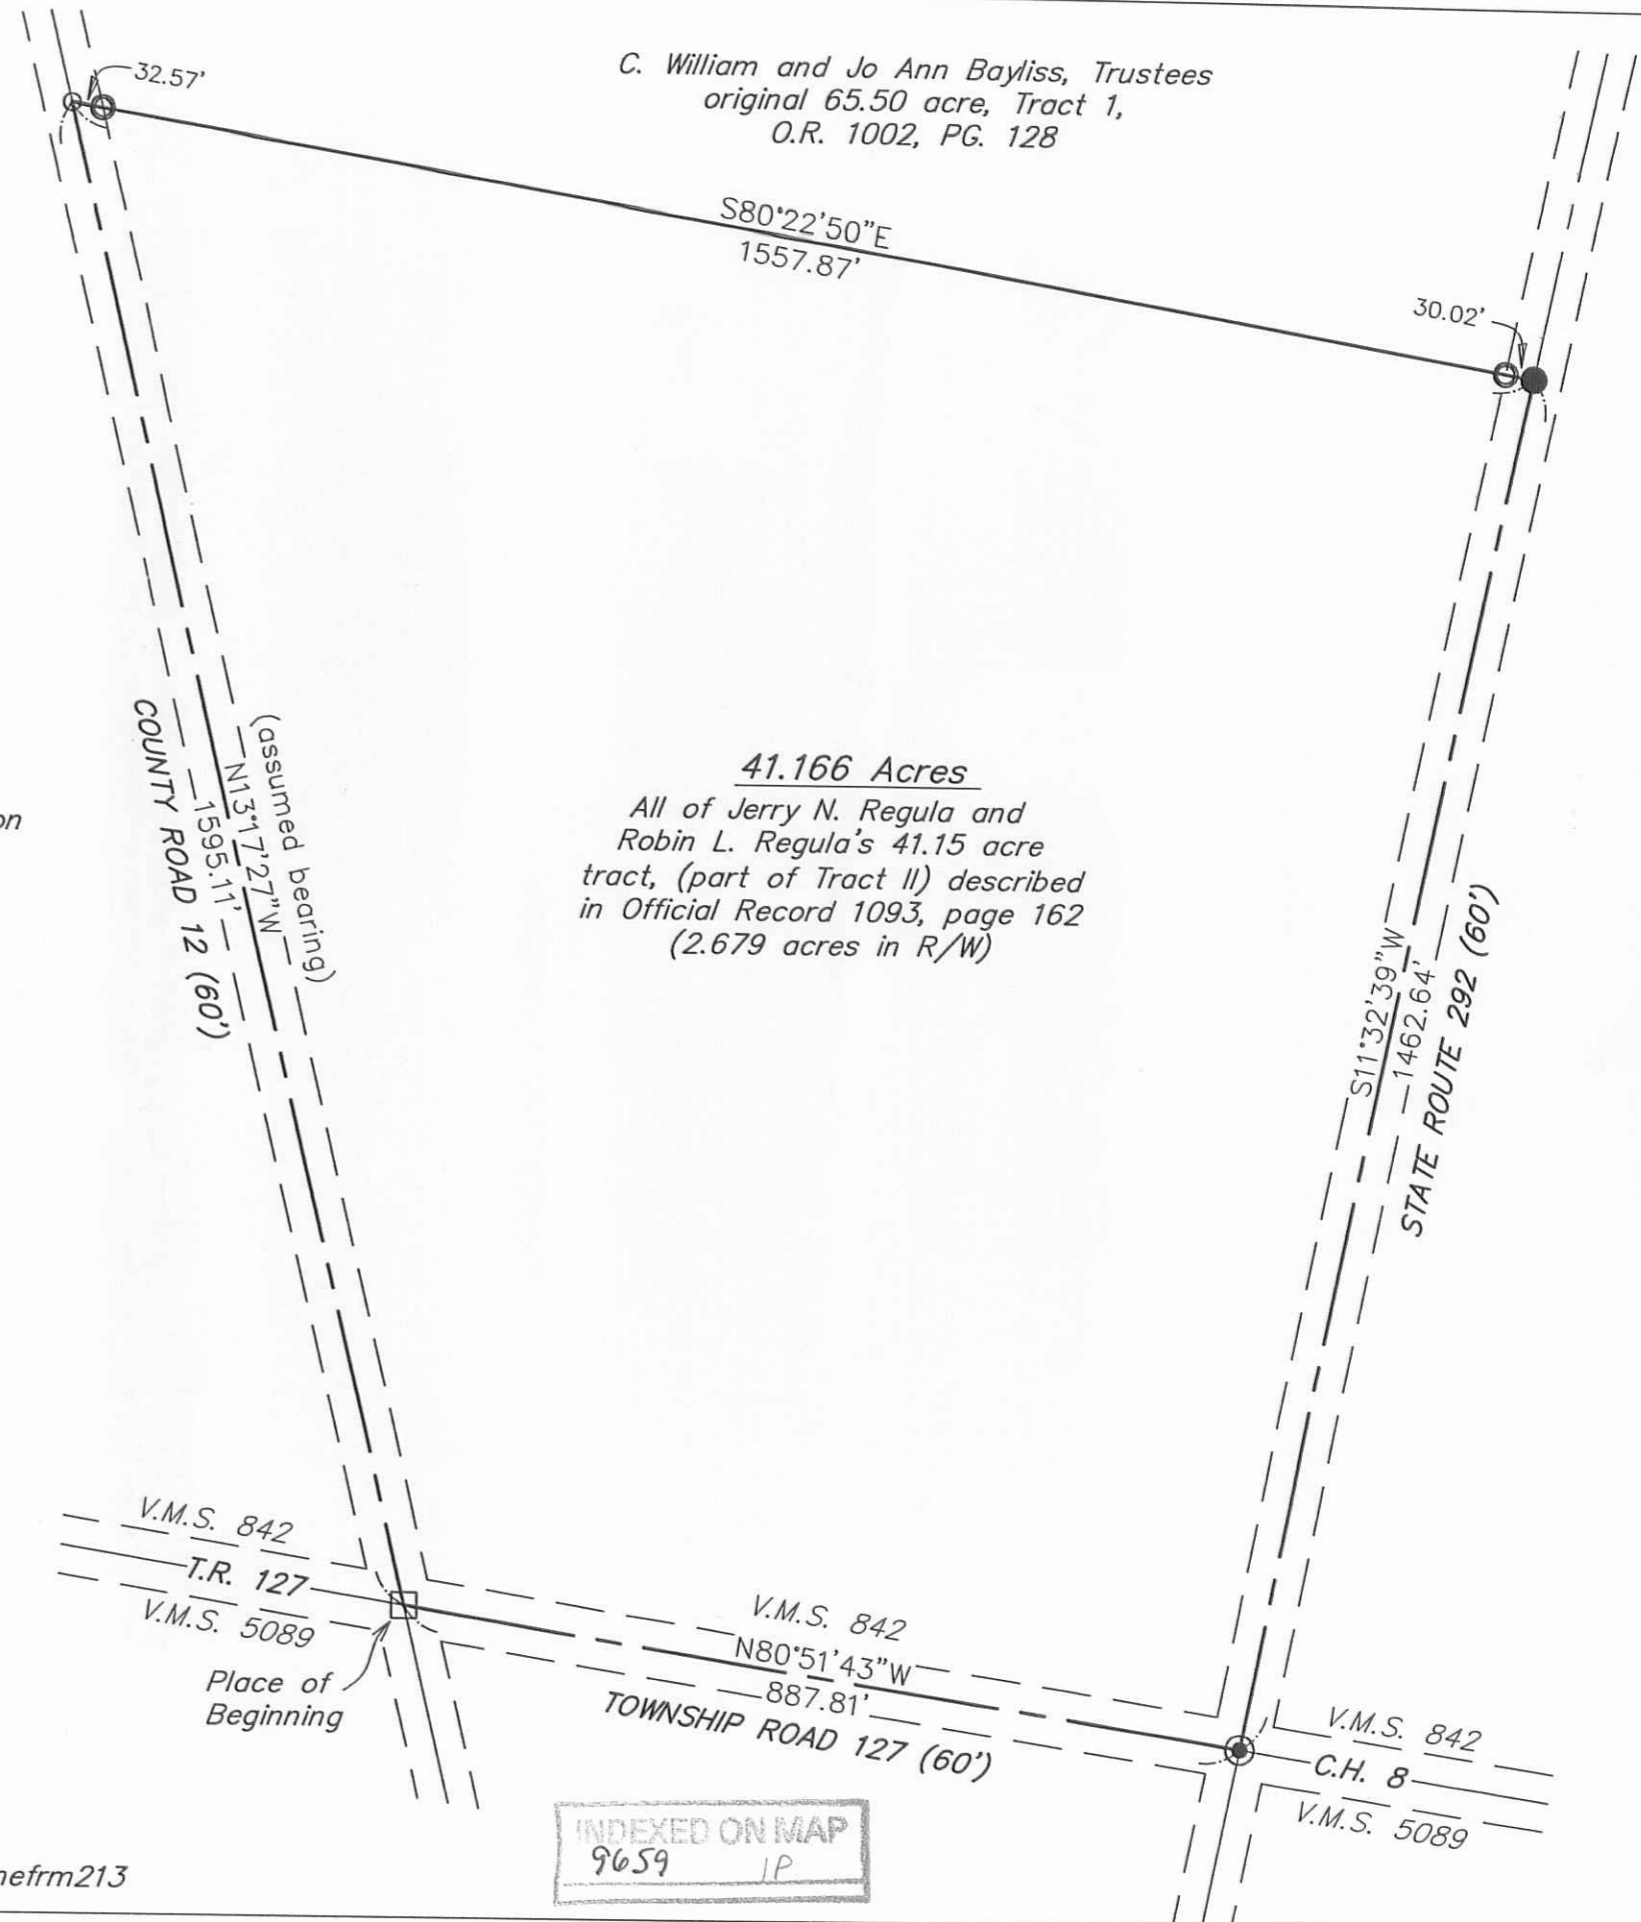 32.57'
C. William and Jo Ann Bayliss, Trustees
original 65.50 acre, Tract 1,
O.R. 1002, PG. 128
S80°22'50"E
1557.87'
30.02'
(assumed bearing)
N13°17'27"W
1595.11'
COUNTY ROAD 12 (60')
41.166 Acres
All of Jerry N. Regula and
Robin L. Regula's 41.15 acre
tract, (part of Tract II) described
in Official Record 1093, page 162
(2.679 acres in R/W)
S11°32'39"W
1462.64'
STATE ROUTE 292 (60')
V.M.S. 842
T.R. 127
V.M.S. 5089
Place of
Beginning
V.M.S. 842
N80°51'43"W
887.81'
TOWNSHIP ROAD 127 (60')
V.M.S. 842
C.H. 8
V.M.S. 5089
INDEXED ON MAP
9659 JP